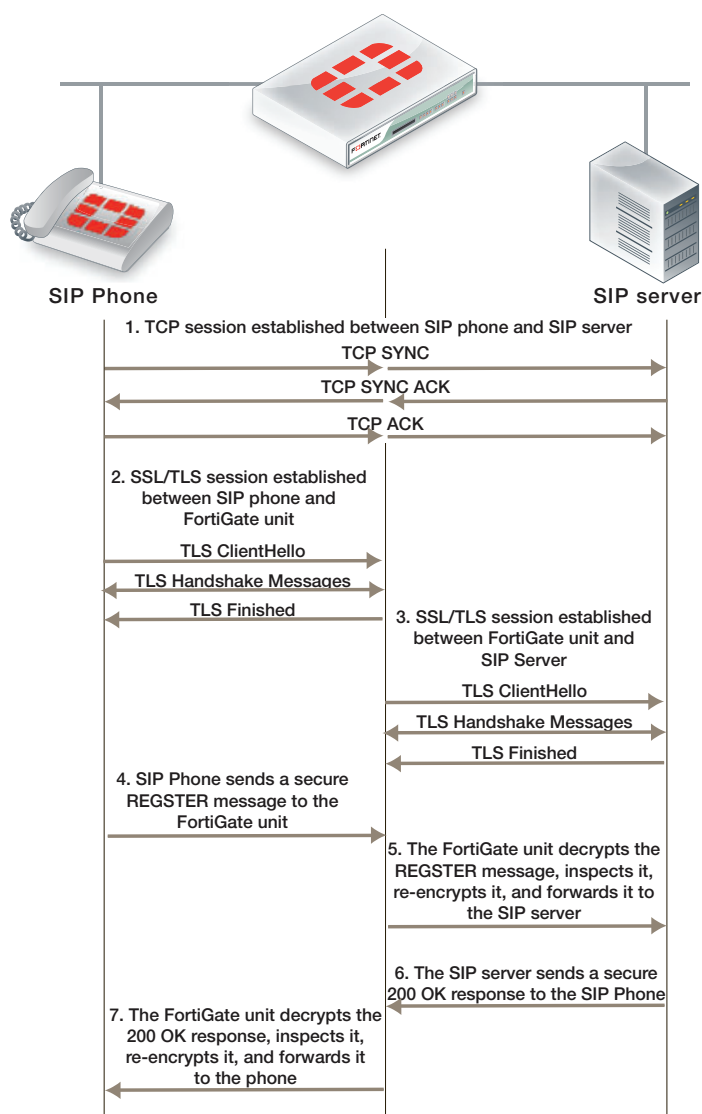 FORTINET
SIP Phone
SIP server
1. TCP session established between SIP phone and SIP server
TCP SYNC
TCP SYNC ACK
TCP ACK
2. SSL/TLS session established
between SIP phone and
FortiGate unit
TLS ClientHello
TLS Handshake Messages
TLS Finished
3. SSL/TLS session established
between FortiGate unit and
SIP Server
TLS ClientHello
TLS Handshake Messages
TLS Finished
4. SIP Phone sends a secure
REGSTER message to the
FortiGate unit
5. The FortiGate unit decrypts the
REGSTER message, inspects it,
re-encrypts it, and forwards it to
the SIP server
6. The SIP server sends a secure
200 OK response to the SIP Phone
7. The FortiGate unit decrypts the
200 OK response, inspects it,
re-encrypts it, and forwards it
to the phone